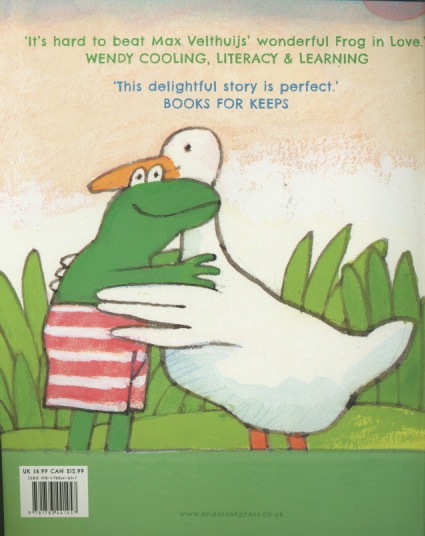 'It's hard to beat Max Velthuijs' wonderful Frog in Love.'
WENDY COOLING, LITERACY & LEARNING
'This delightful story is perfect.'
BOOKS FOR KEEPS
UK £6.99 CAN $12.99
www.andersenpress.co.uk